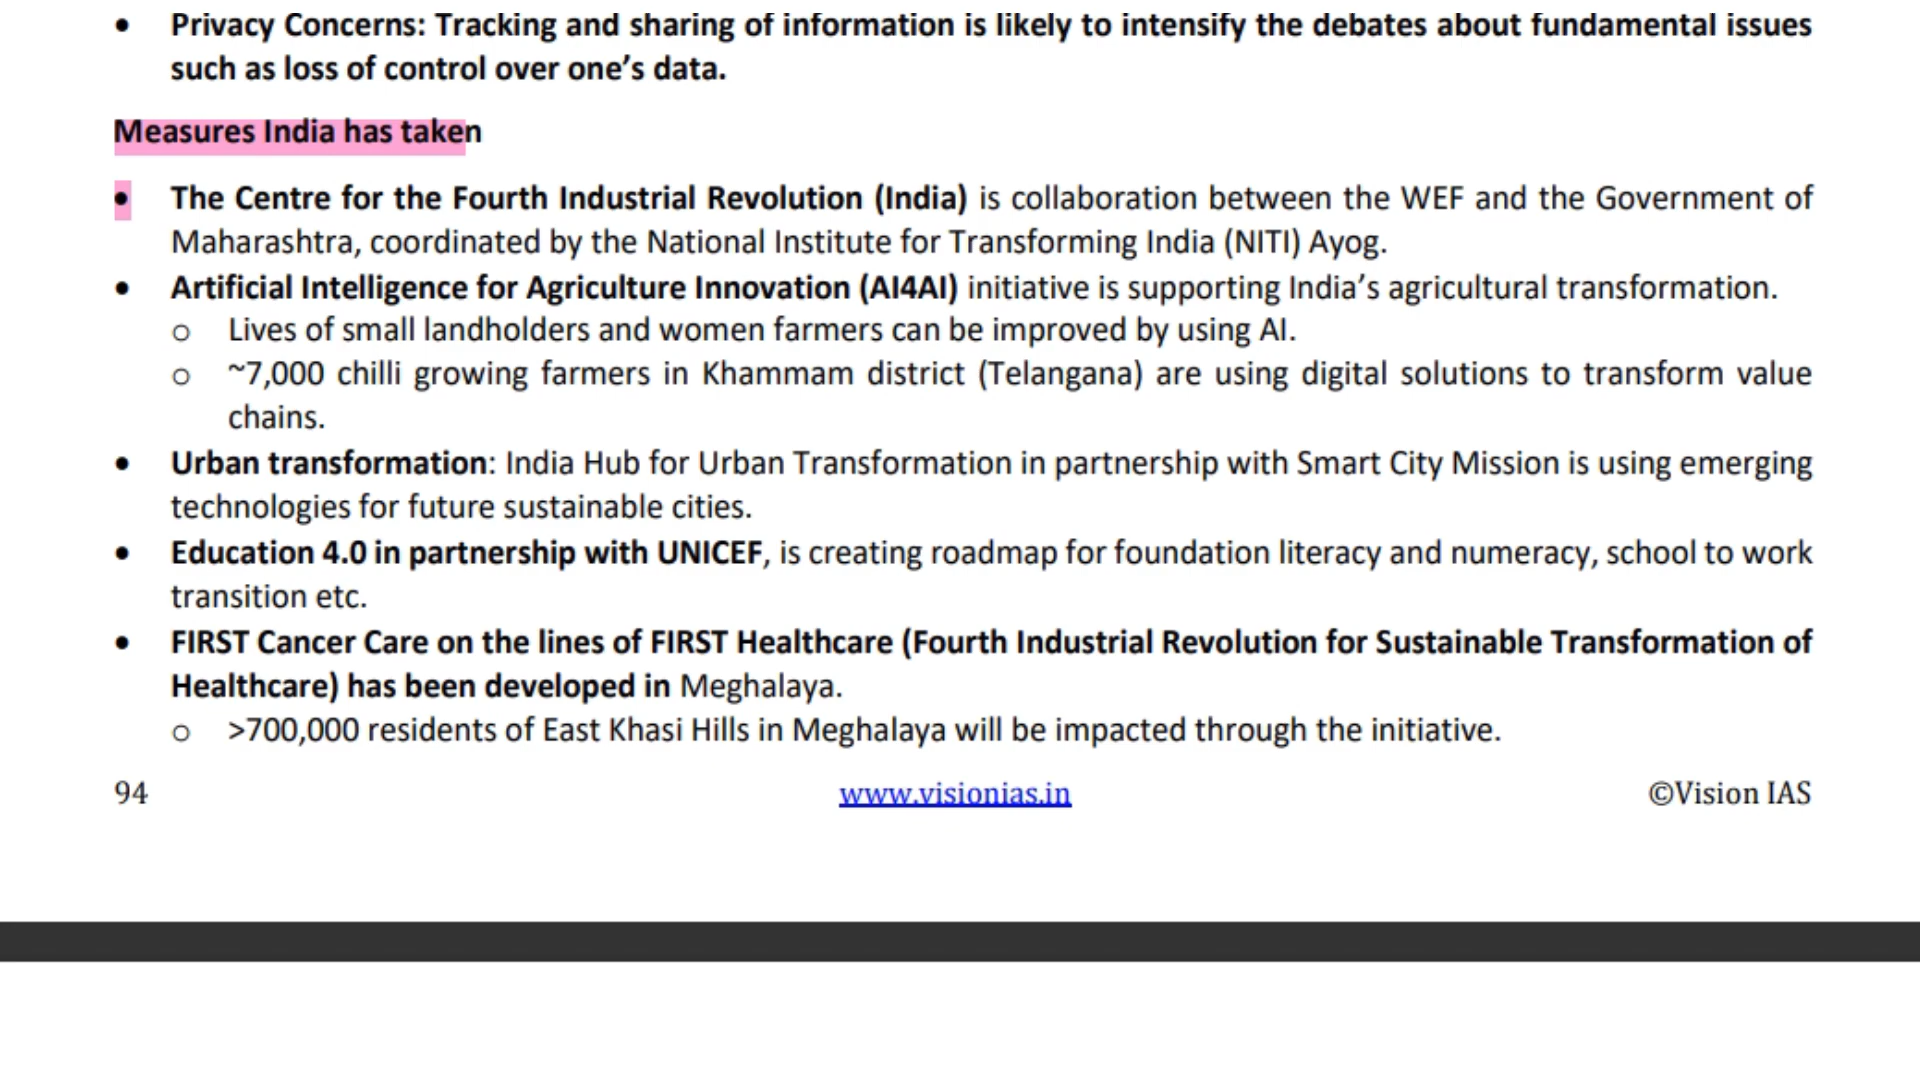 • Privacy Concerns: Tracking and sharing of information is likely to intensify the debates about fundamental issues
such as loss of control over one's data.
Measures India has taken
• The Centre for the Fourth Industrial Revolution (India) is collaboration between the WEF and the Government of
Maharashtra, coordinated by the National Institute for Transforming India (NITI) Ayog.
• Artificial Intelligence for Agriculture Innovation (AI4AI) initiative is supporting India's agricultural transformation.
o Lives of small landholders and women farmers can be improved by using AI.
o ~7,000 chilli growing farmers in Khammam district (Telangana) are using digital solutions to transform value
chains.
• Urban transformation: India Hub for Urban Transformation in partnership with Smart City Mission is using emerging
technologies for future sustainable cities.
• Education 4.0 in partnership with UNICEF, is creating roadmap for foundation literacy and numeracy, school to work
transition etc.
• FIRST Cancer Care on the lines of FIRST Healthcare (Fourth Industrial Revolution for Sustainable Transformation of
Healthcare) has been developed in Meghalaya.
o >700,000 residents of East Khasi Hills in Meghalaya will be impacted through the initiative.
94 www.visionias.in ©Vision IAS